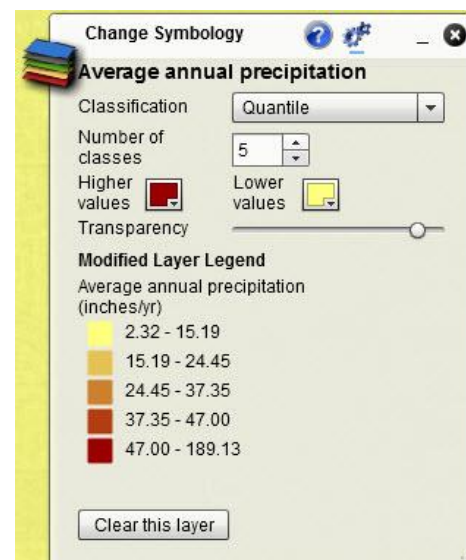 Change Symbology
Average annual precipitation
Classification Quantile
Number of
classes 5
Higher
values
Lower
values
Transparency
Modified Layer Legend
Average annual precipitation
(inches/yr)
2.32 - 15.19
15.19 - 24.45
24.45 - 37.35
37.35 - 47.00
47.00 - 189.13
Clear this layer